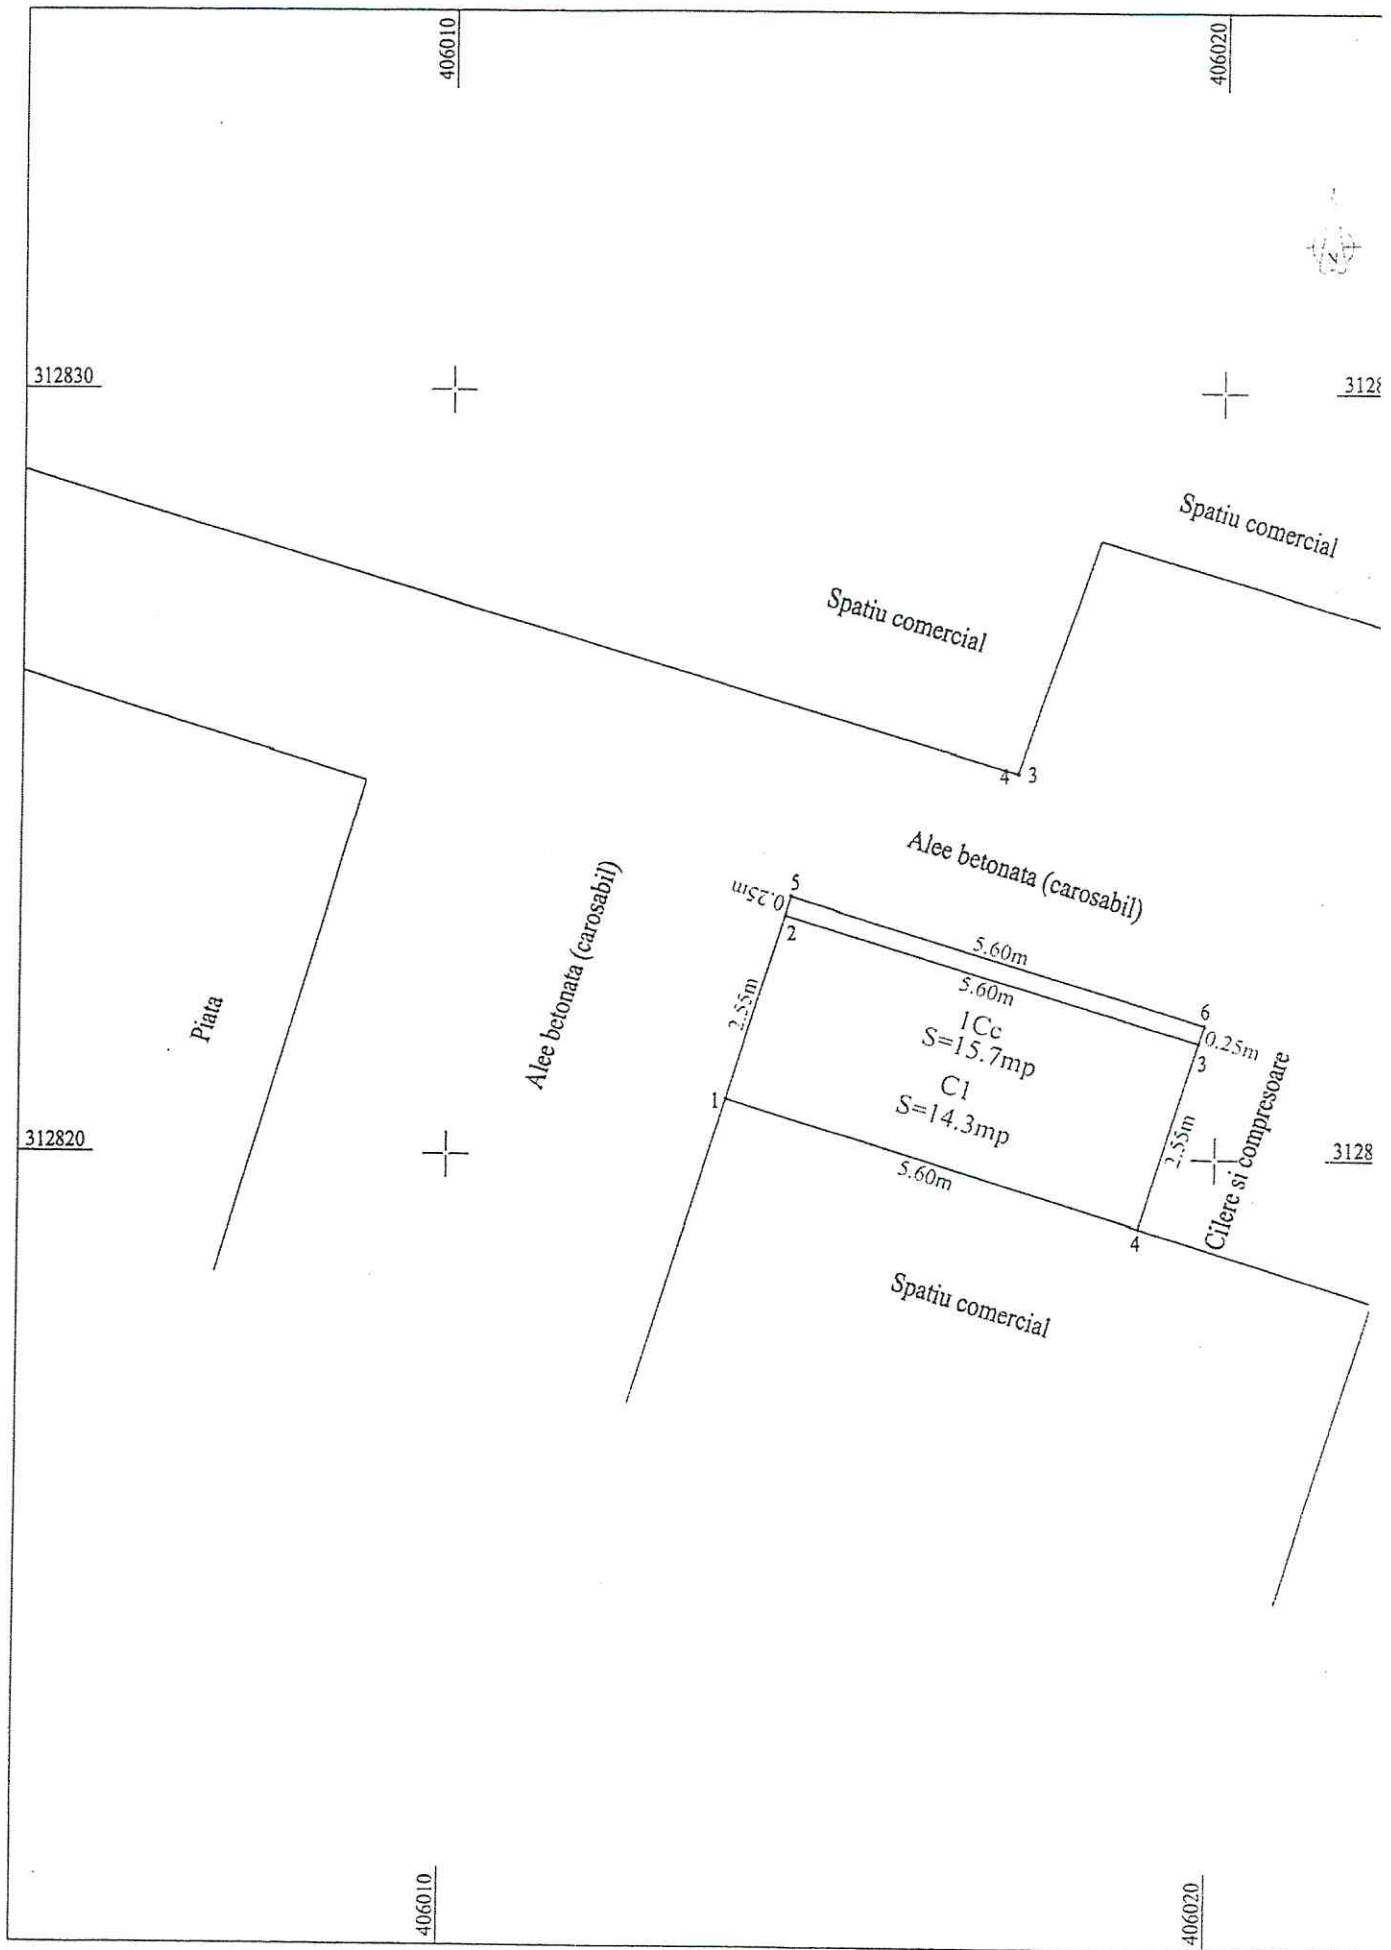 406010
406020
312830
3128
Spatiu comercial
Spatiu comercial
4 3
Alee betonata (carosabil)
Alee betonata (carosabil)
5
0.25m
2
5.60m
5.60m
6
0.25m
3
2.55m
Piata
1Cc
S=15.7mp
C1
S=14.3mp
1
2.55m
Cilere si compresoare
312820
3128
5.60m
4
Spatiu comercial
406010
406020